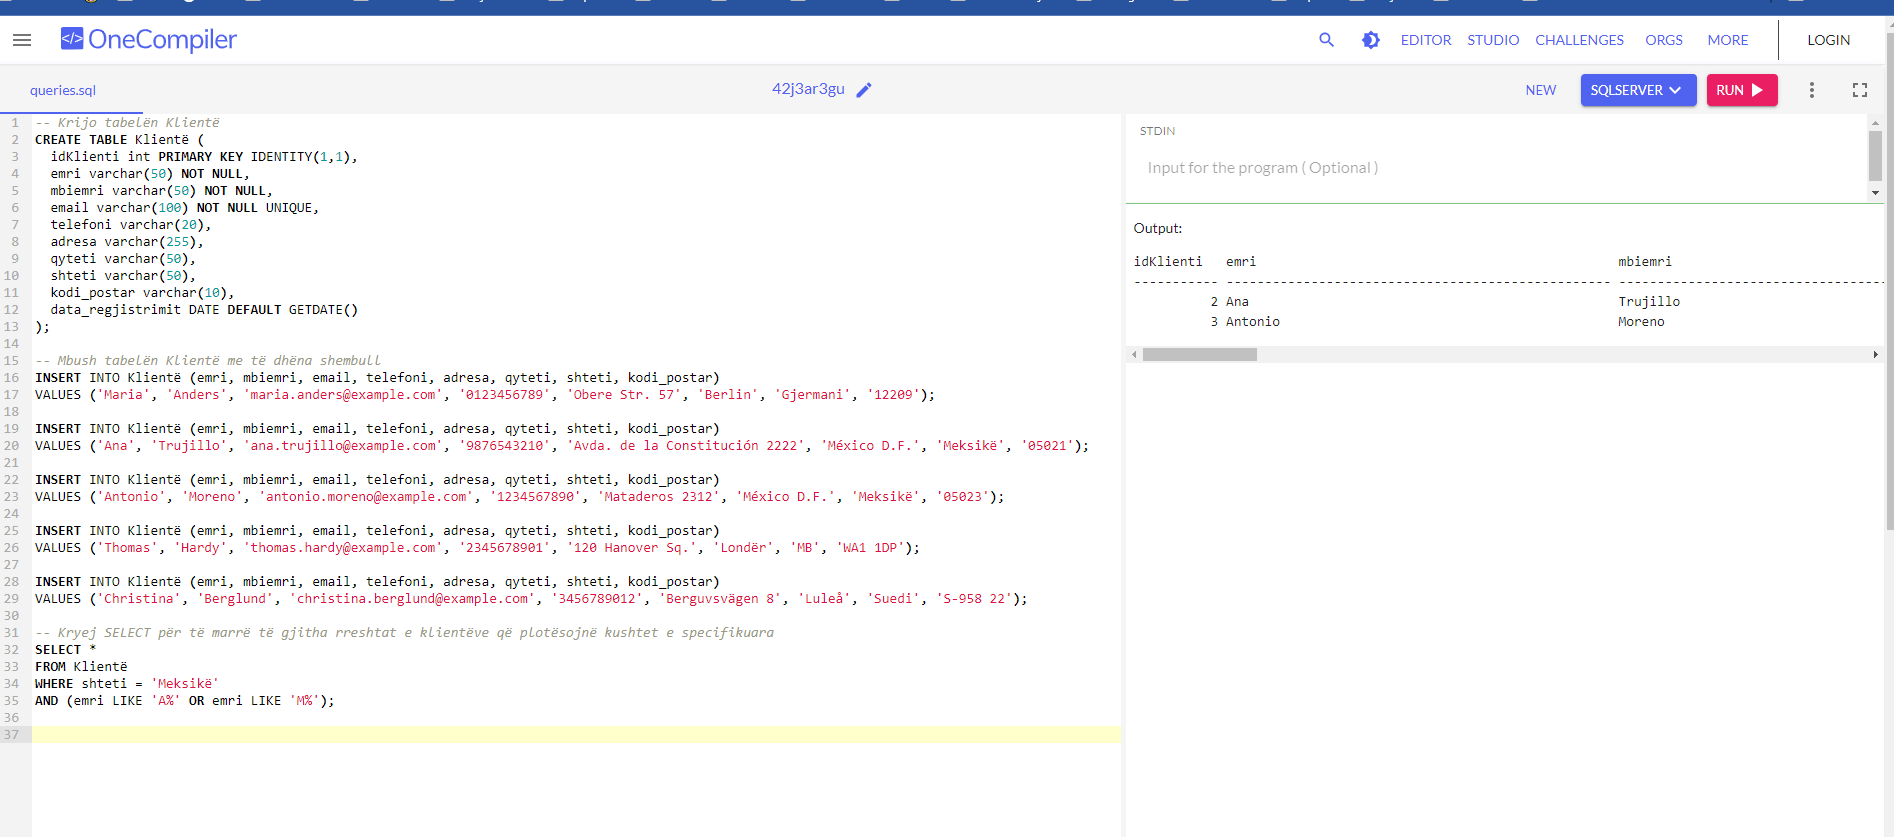 OneCompiler
EDITOR STUDIO CHALLENGES ORGS MORE LOGIN
queries.sql
42j3ar3gu
NEW SQLSERVER RUN
1 -- Krijo tabelën Klientë
2 CREATE TABLE Klientë (
3 idKlienti int PRIMARY KEY IDENTITY(1,1),
4 emri varchar(50) NOT NULL,
5 mbiemri varchar(50) NOT NULL,
6 email varchar(100) NOT NULL UNIQUE,
7 telefoni varchar(20),
8 adresa varchar(255),
9 qyteti varchar(50),
10 shteti varchar(50),
11 kodi_postar varchar(10),
12 data_regjistrimit DATE DEFAULT GETDATE()
13 );
14
15 -- Mbush tabelën Klientë me të dhëna shembull
16 INSERT INTO Klientë (emri, mbiemri, email, telefoni, adresa, qyteti, shteti, kodi_postar)
17 VALUES ('Maria', 'Anders', 'maria.anders@example.com', '0123456789', 'Obere Str. 57', 'Berlin', 'Gjermani', '12209');
18
19 INSERT INTO Klientë (emri, mbiemri, email, telefoni, adresa, qyteti, shteti, kodi_postar)
20 VALUES ('Ana', 'Trujillo', 'ana.trujillo@example.com', '9876543210', 'Avda. de la Constitución 2222', 'México D.F.', 'Meksikë', '05021');
21
22 INSERT INTO Klientë (emri, mbiemri, email, telefoni, adresa, qyteti, shteti, kodi_postar)
23 VALUES ('Antonio', 'Moreno', 'antonio.moreno@example.com', '1234567890', 'Mataderos 2312', 'México D.F.', 'Meksikë', '05023');
24
25 INSERT INTO Klientë (emri, mbiemri, email, telefoni, adresa, qyteti, shteti, kodi_postar)
26 VALUES ('Thomas', 'Hardy', 'thomas.hardy@example.com', '2345678901', '120 Hanover Sq.', 'Londër', 'MB', 'WA1 1DP');
27
28 INSERT INTO Klientë (emri, mbiemri, email, telefoni, adresa, qyteti, shteti, kodi_postar)
29 VALUES ('Christina', 'Berglund', 'christina.berglund@example.com', '3456789012', 'Berguvsvägen 8', 'Luleå', 'Suedi', 'S-958 22');
30
31 -- Kryej SELECT për të marrë të gjitha rreshtat e klientëve që plotësojnë kushtet e specifikuara
32 SELECT *
33 FROM Klientë
34 WHERE shteti = 'Meksikë'
35 AND (emri LIKE 'A%' OR emri LIKE 'M%');
36
37
STDIN
Input for the program ( Optional )
Output:
idKlienti emri mbiemri
----------- -------------------------------------------------- ----------------------------------
2 Ana Trujillo
3 Antonio Moreno